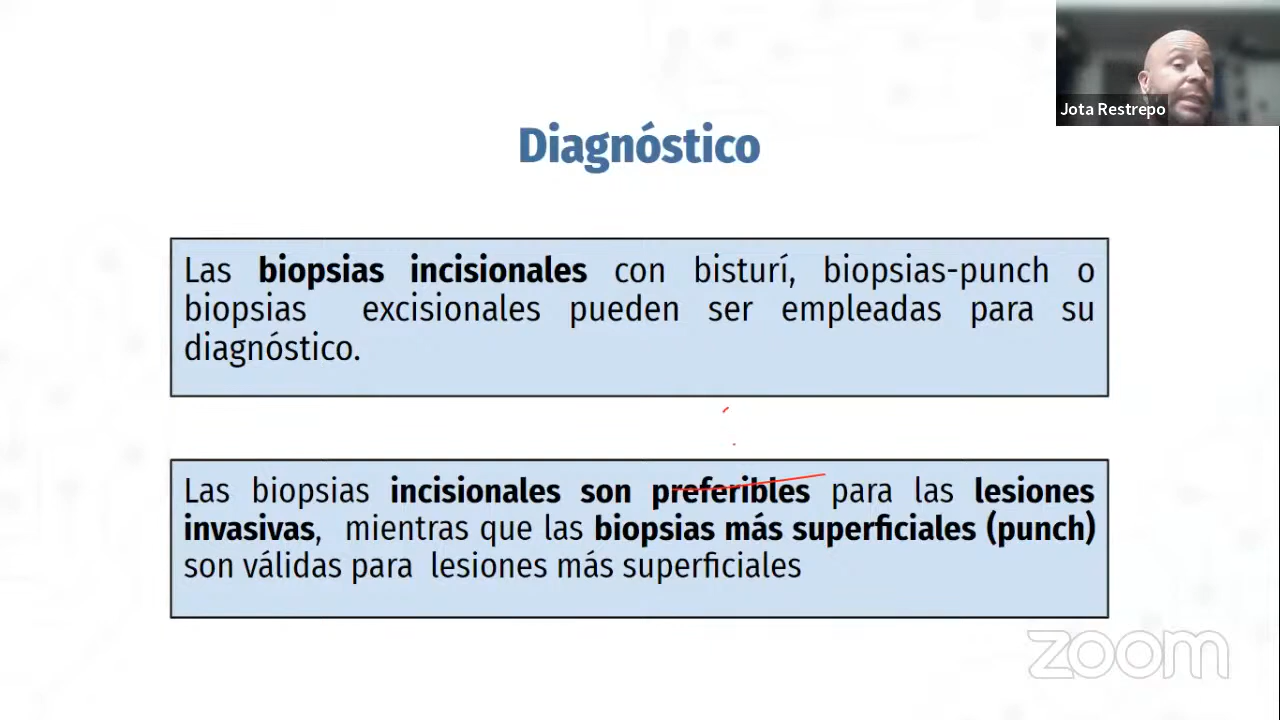 Jota Restrepo
Diagnóstico
Las biopsias incisionales con bisturí, biopsias-punch o
biopsias excisionales pueden ser empleadas para su
diagnóstico.
Las biopsias incisionales son preferibles para las lesiones
invasivas, mientras que las biopsias más superficiales (punch)
son válidas para lesiones más superficiales
zoom